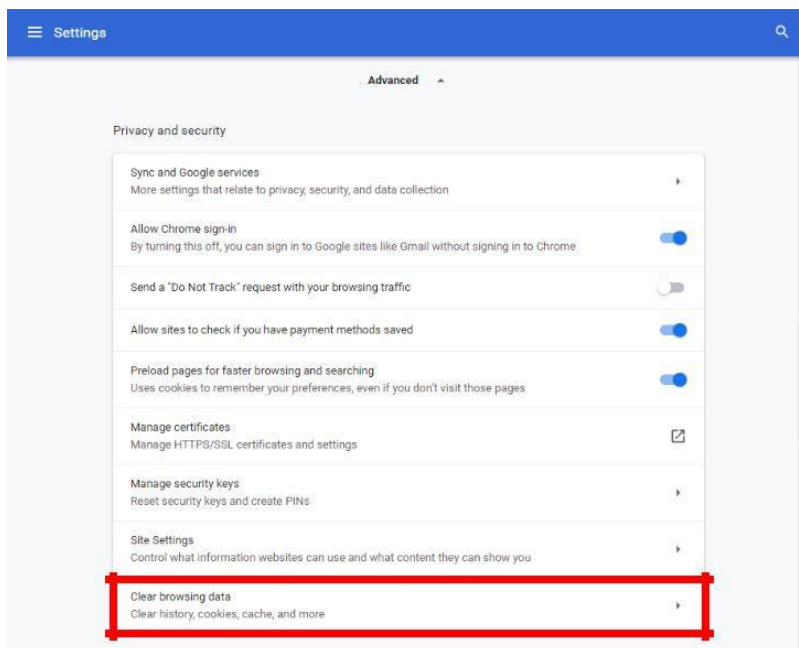 Settings
Advanced
Privacy and security
Sync and Google services
More settings that relate to privacy, security, and data collection
Allow Chrome sign-in
By turning this off, you can sign in to Google sites like Gmail without signing in to Chrome
Send a "Do Not Track" request with your browsing traffic
Allow sites to check if you have payment methods saved
Preload pages for faster browsing and searching
Uses cookies to remember your preferences, even if you don't visit those pages
Manage certificates
Manage HTTPS/SSL certificates and settings
Manage security keys
Reset security keys and create PINs
Site Settings
Control what information websites can use and what content they can show you
Clear browsing data
Clear history, cookies, cache, and more